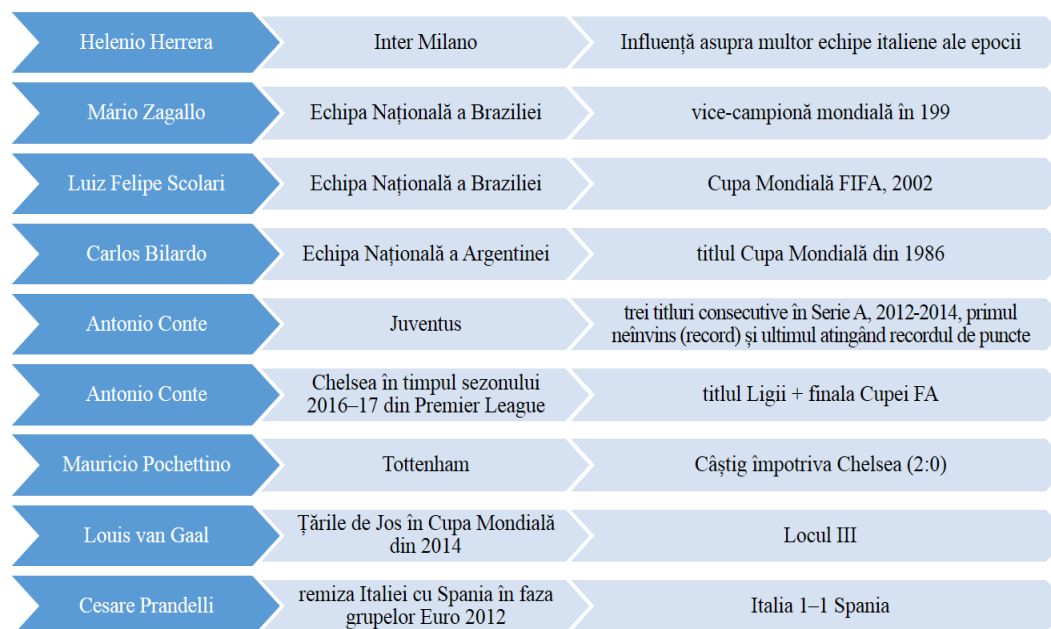 Helenio Herrera
Inter Milano
Influență asupra multor echipe italiene ale epocii
Mário Zagallo
Echipa Națională a Braziliei
vice-campionă mondială în 199
Luiz Felipe Scolari
Echipa Națională a Braziliei
Cupa Mondială FIFA, 2002
Carlos Bilardo
Echipa Națională a Argentinei
titlul Cupa Mondială din 1986
Antonio Conte
Juventus
trei titluri consecutive în Serie A, 2012-2014, primul
neînvins (record) și ultimul atingând recordul de puncte
Antonio Conte
Chelsea în timpul sezonului
2016–17 din Premier League
titlul Ligii + finala Cupei FA
Mauricio Pochettino
Tottenham
Câștig împotriva Chelsea (2:0)
Louis van Gaal
Țările de Jos în Cupa Mondială
din 2014
Locul III
Cesare Prandelli
remiza Italiei cu Spania în faza
grupelor Euro 2012
Italia 1–1 Spania